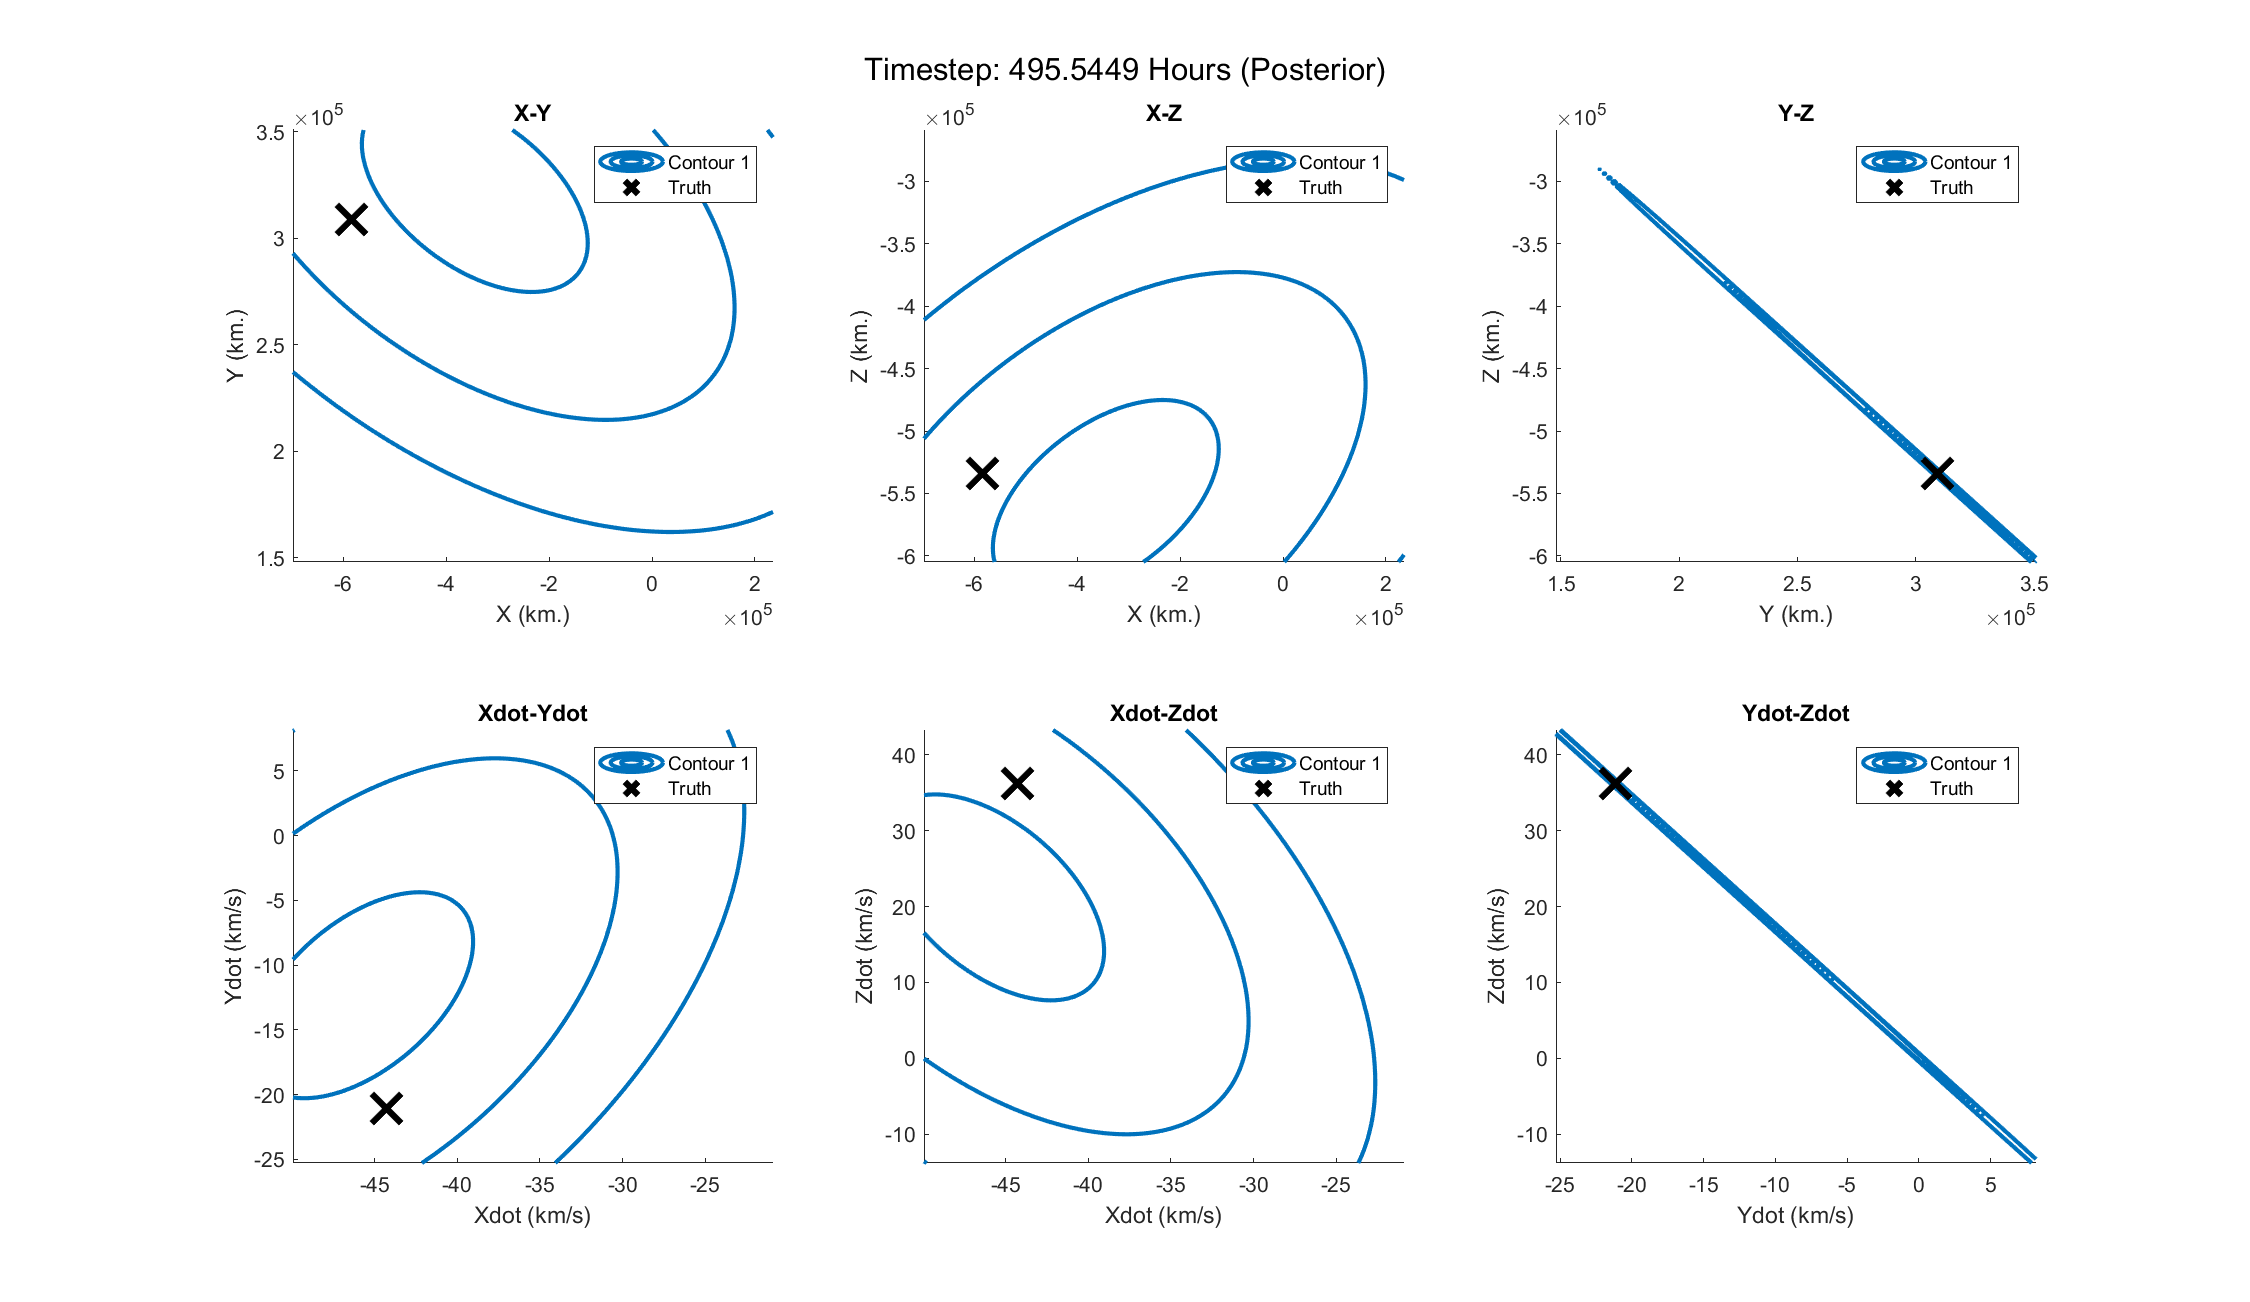 Timestep: 495.5449 Hours (Posterior)
X-Y
×10^5
3.5
3
2.5
2
1.5
Y (km.)
-6 -4 -2 0 2
X (km.)
×10^5
Contour 1
Truth
X-Z
×10^5
-3
-3.5
-4
-4.5
-5
-5.5
-6
Z (km.)
-6 -4 -2 0 2
X (km.)
×10^5
Contour 1
Truth
Y-Z
×10^5
-3
-3.5
-4
-4.5
-5
-5.5
-6
Z (km.)
1.5 2 2.5 3 3.5
Y (km.)
×10^5
Contour 1
Truth
Xdot-Ydot
5
0
-5
-10
-15
-20
-25
Ydot (km/s)
-45 -40 -35 -30 -25
Xdot (km/s)
Contour 1
Truth
Xdot-Zdot
40
30
20
10
0
-10
Zdot (km/s)
-45 -40 -35 -30 -25
Xdot (km/s)
Contour 1
Truth
Ydot-Zdot
40
30
20
10
0
-10
Zdot (km/s)
-25 -20 -15 -10 -5 0 5
Ydot (km/s)
Contour 1
Truth